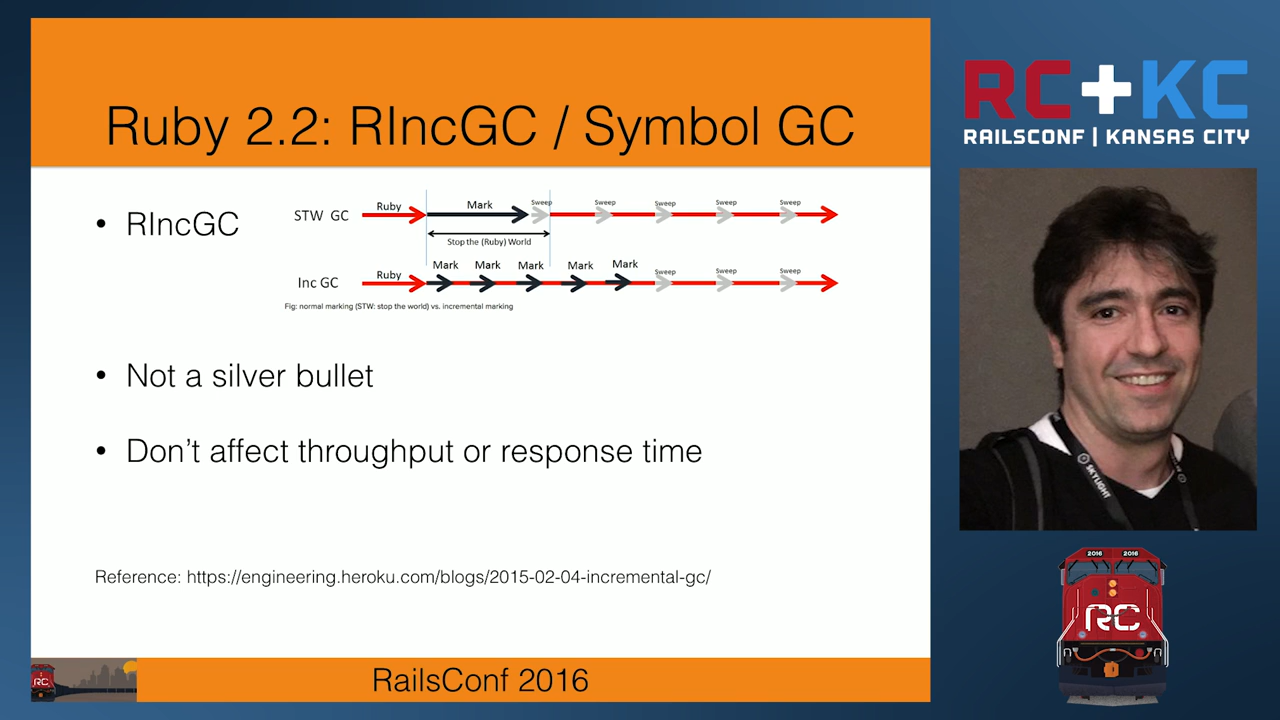 Ruby 2.2: RIncGC / Symbol GC
• RIncGC
STW GC
Ruby
Mark
Sweep
Sweep
Sweep
Sweep
Sweep
Stop the (Ruby) World
Inc GC
Ruby
Mark
Mark
Mark
Mark
Mark
Sweep
Sweep
Sweep
Fig: normal marking (STW: stop the world) vs. incremental marking
• Not a silver bullet
• Don’t affect throughput or response time
Reference: https://engineering.heroku.com/blogs/2015-02-04-incremental-gc/
RC
RailsConf 2016
RC+KC
RAILSCONF | KANSAS CITY
SKYLIGHT
2016 2016
RC